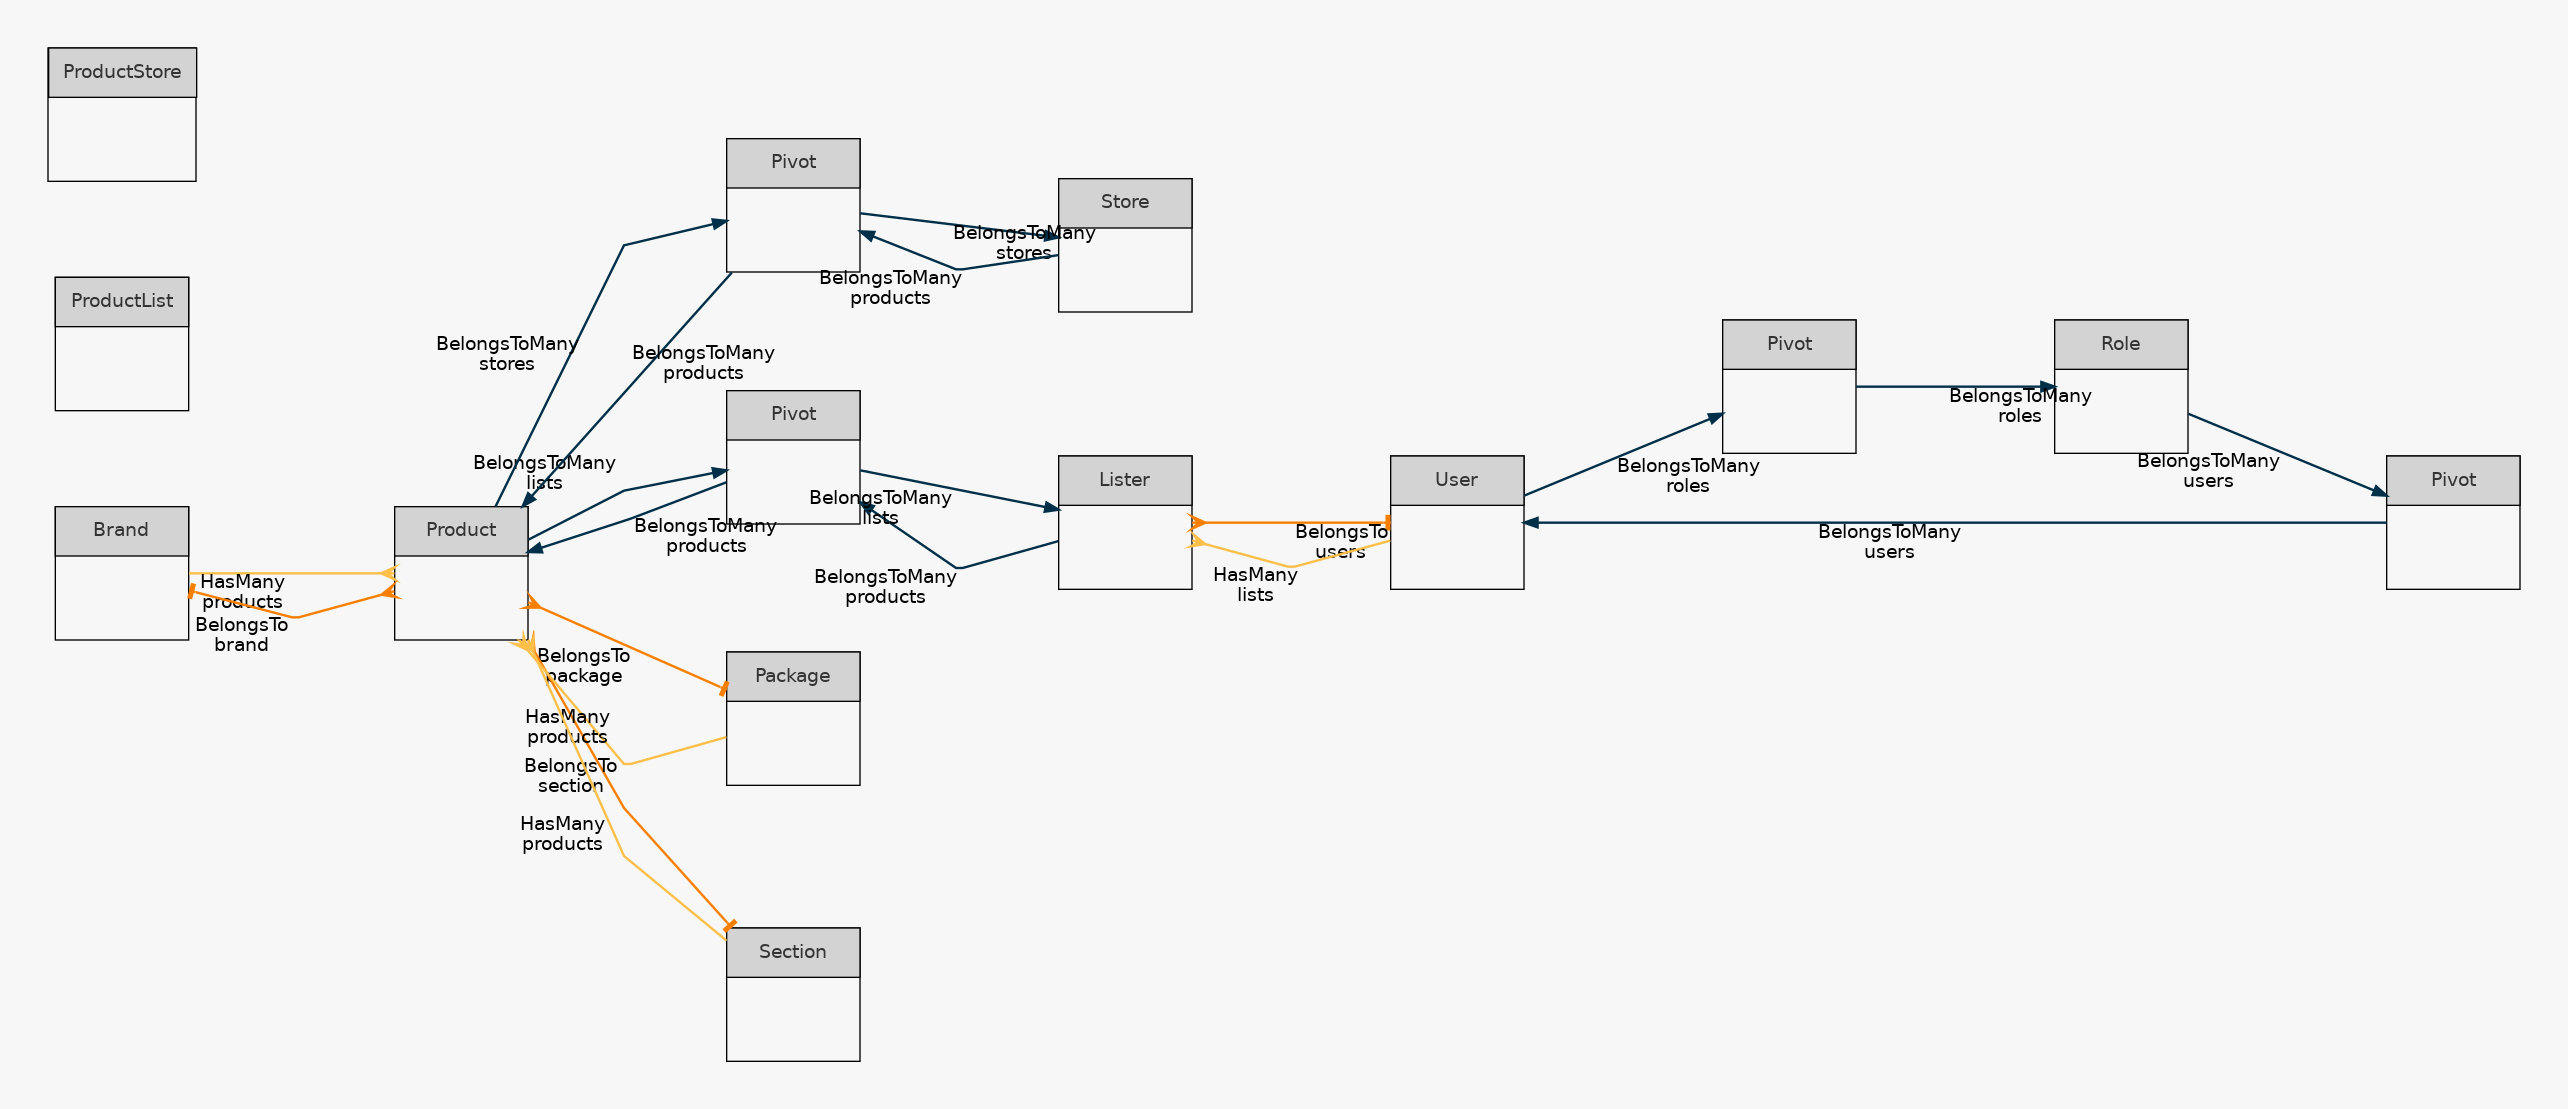 ProductStore
Pivot
Store
BelongsToMany
stores
BelongsToMany
products
ProductList
BelongsToMany
stores
BelongsToMany
products
Pivot
Role
BelongsToMany
roles
Pivot
BelongsToMany
lists
Lister
User
BelongsToMany
roles
BelongsToMany
users
Pivot
BelongsToMany
lists
Brand
Product
BelongsToMany
products
BelongsTo
users
BelongsToMany
users
HasMany
products
BelongsToMany
products
HasMany
lists
BelongsTo
brand
BelongsTo
package
Package
HasMany
products
BelongsTo
section
HasMany
products
Section